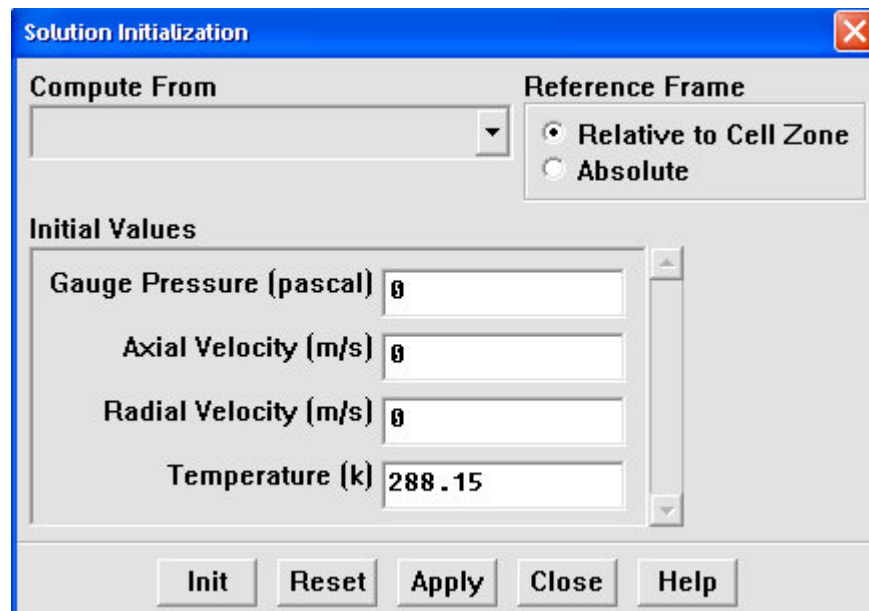 Solution Initialization
Compute From
Reference Frame
Relative to Cell Zone
Absolute
Initial Values
Gauge Pressure (pascal) 0
Axial Velocity (m/s) 0
Radial Velocity (m/s) 0
Temperature (k) 288.15
Init Reset Apply Close Help